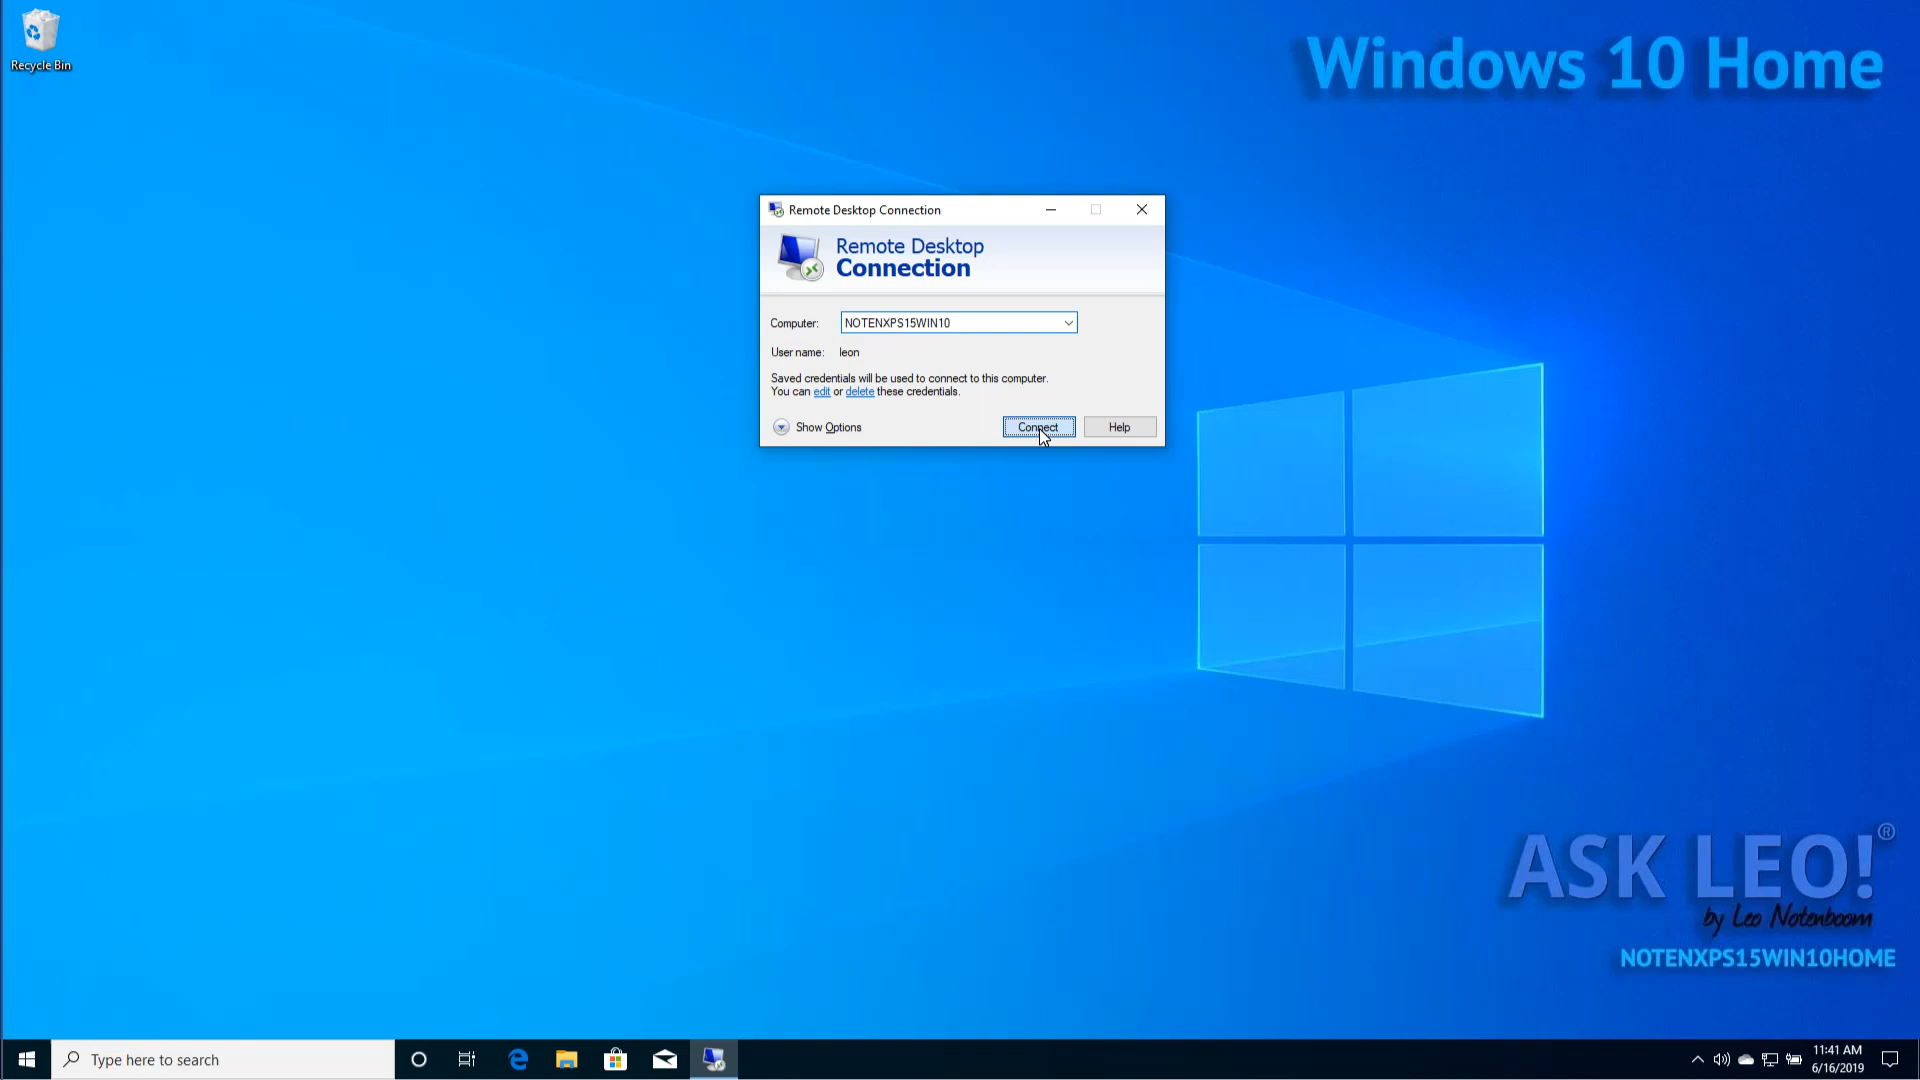 Recycle Bin
Windows 10 Home
Remote Desktop Connection
Remote Desktop
Connection
Computer:
NOTENXPS15WIN10
User name:
leon
Saved credentials will be used to connect to this computer.
You can edit or delete these credentials.
Show Options
Connect
Help
ASK LEO!®
by Leo Notenboom
NOTENXPS15WIN10HOME
Type here to search
11:41 AM
6/16/2019